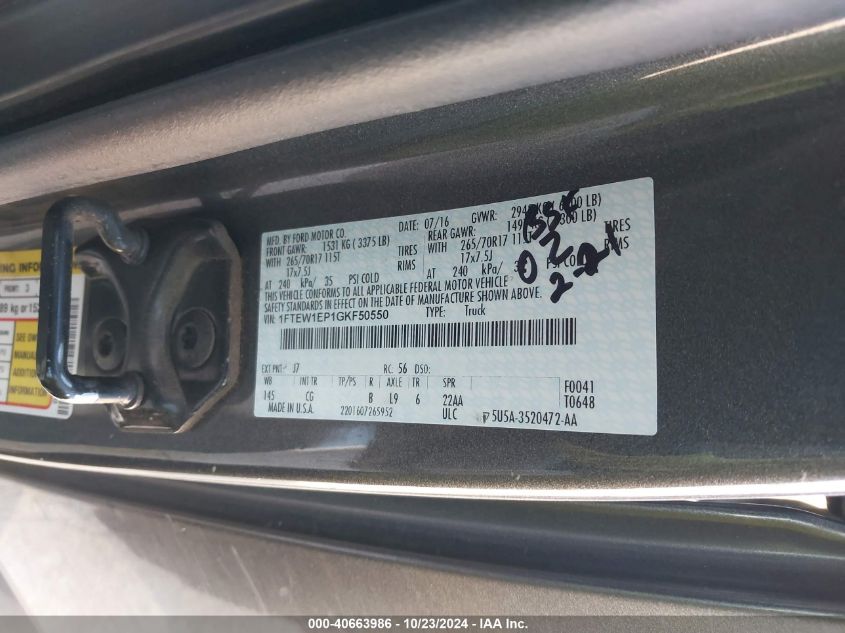 MFD. BY FORD MOTOR CO. DATE: 07/16 GVWR:
FRONT GAWR: 1531 KG ( 3375 LB) REAR GAWR: LB)
WITH 265/70R17 115T TIRES WITH 265/70R17 TIRES
17x7.5J RIMS 17x7.5J RIMS
AT 240 kPa/ 35 PSI COLD AT 240 kPa/ COLD
THIS VEHICLE CONFORMS TO ALL APPLICABLE FEDERAL MOTOR VEHICLE
SAFETY STANDARDS IN EFFECT ON THE DATE OF MANUFACTURE SHOWN ABOVE.
VIN: 1FTEW1EP1GKF50550 TYPE: Truck
EXT PNT: J7 RC: 56 DSO:
WB INT TR TP/PS R AXLE TR SPR F0041
145 CG B L9 6 22AA T0648
MADE IN U.S.A. 2201607265952 ULC 5U5A-3520472-AA
000-40663986 / 10/23/2024 - IAA Inc.